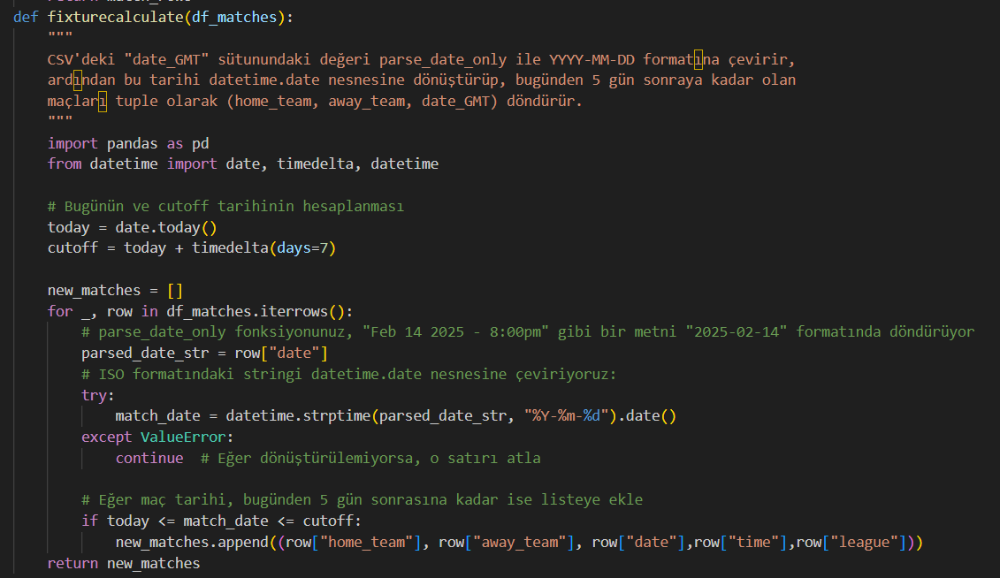 def fixturecalculate(df_matches):
    """
    CSV'deki "date_GMT" sütunundaki değeri parse_date_only ile YYYY-MM-DD formatına çevirir,
    ardından bu tarihi datetime.date nesnesine dönüştürüp, bugünden 5 gün sonraya kadar olan
    maçları tuple olarak (home_team, away_team, date_GMT) döndürür.
    """
    import pandas as pd
    from datetime import date, timedelta, datetime

    # Bugünün ve cutoff tarihinin hesaplanması
    today = date.today()
    cutoff = today + timedelta(days=7)

    new_matches = []
    for _, row in df_matches.iterrows():
        # parse_date_only fonksiyonunuz, "Feb 14 2025 - 8:00pm" gibi bir metni "2025-02-14" formatında döndürüyor
        parsed_date_str = row["date"]
        # ISO formatındaki stringi datetime.date nesnesine çeviriyoruz:
        try:
            match_date = datetime.strptime(parsed_date_str, "%Y-%m-%d").date()
        except ValueError:
            continue  # Eğer dönüştürülemiyorsa, o satırı atla

        # Eğer maç tarihi, bugünden 5 gün sonrasına kadar ise listeye ekle
        if today <= match_date <= cutoff:
            new_matches.append((row["home_team"], row["away_team"], row["date"],row["time"],row["league"]))
    return new_matches